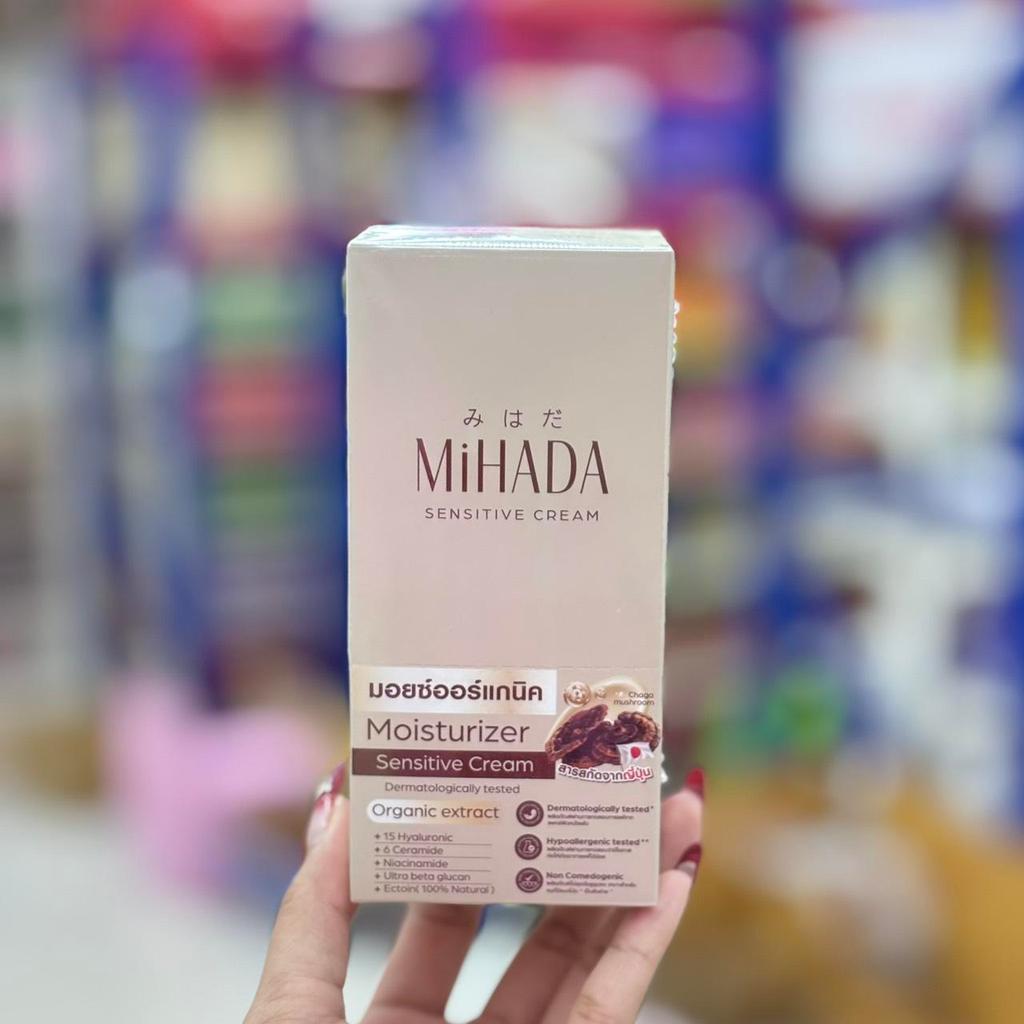 み は だ
MiHADA
SENSITIVE CREAM
มอยซ์ออร์แกนิค
Chaga
mushroom
Moisturizer
สารสกัดจากญี่ปุ่น
Sensitive Cream
Dermatologically tested
Organic extract
+ 15 Hyaluronic
+ 6 Ceramide
+ Niacinamide
+ Ultra beta glucan
+ Ectoin( 100% Natural )
Dermatologically tested*
Hypoallergenic tested**
Non Comedogenic